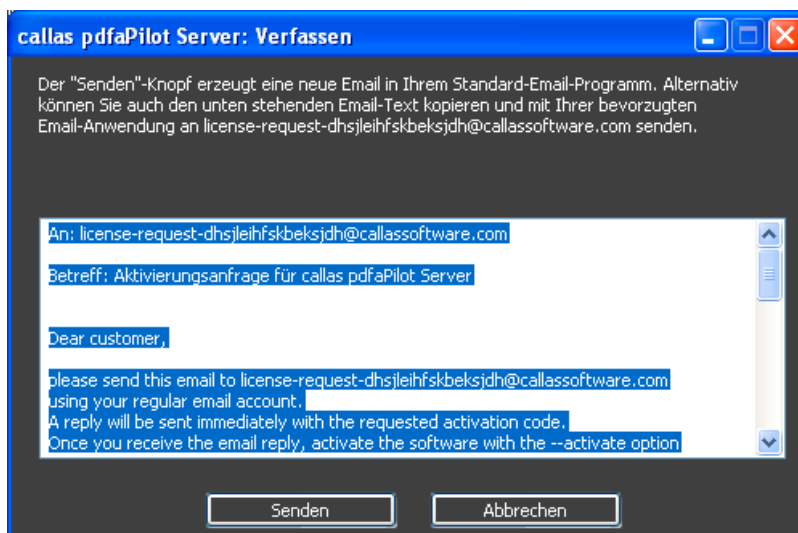 callas pdfaPilot Server: Verfassen
Der "Senden"-Knopf erzeugt eine neue Email in Ihrem Standard-Email-Programm. Alternativ
können Sie auch den unten stehenden Email-Text kopieren und mit Ihrer bevorzugten
Email-Anwendung an license-request-dhsjleihfskbeksjdh@callassoftware.com senden.
An: license-request-dhsjleihfskbeksjdh@callassoftware.com
Betreff: Aktivierungsanfrage für callas pdfaPilot Server
Dear customer,
please send this email to license-request-dhsjleihfskbeksjdh@callassoftware.com
using your regular email account.
A reply will be sent immediately with the requested activation code.
Once you receive the email reply, activate the software with the --activate option
Senden
Abbrechen